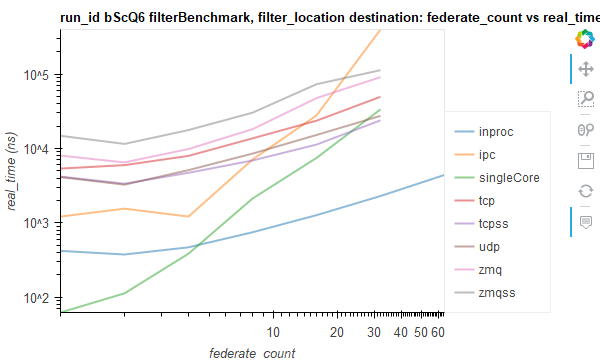 run_id bScQ6 filterBenchmark, filter_location destination: federate_count vs real_time
real_time (ns)
10^5
10^4
10^3
10^2
10 20 30 40 50 60
federate_count
inproc
ipc
singleCore
tcp
tcpss
udp
zmq
zmqss